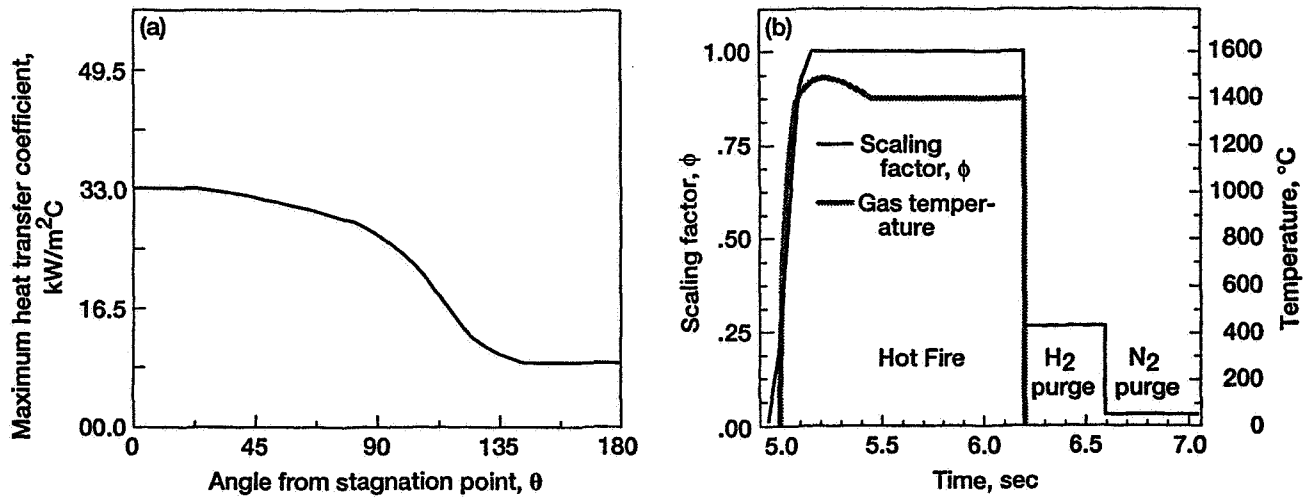 (a)
Maximum heat transfer coefficient,
kW/m²C
49.5
33.0
16.5
00.0
0
45
90
135
180
Angle from stagnation point, θ
(b)
Scaling factor, ϕ
1.00
.75
.50
.25
.00
Scaling
factor, ϕ
Gas temper-
ature
Hot Fire
H2
purge
N2
purge
5.0
5.5
6.0
6.5
7.0
Time, sec
1600
1400
1200
1000
800
600
400
200
0
Temperature, °C